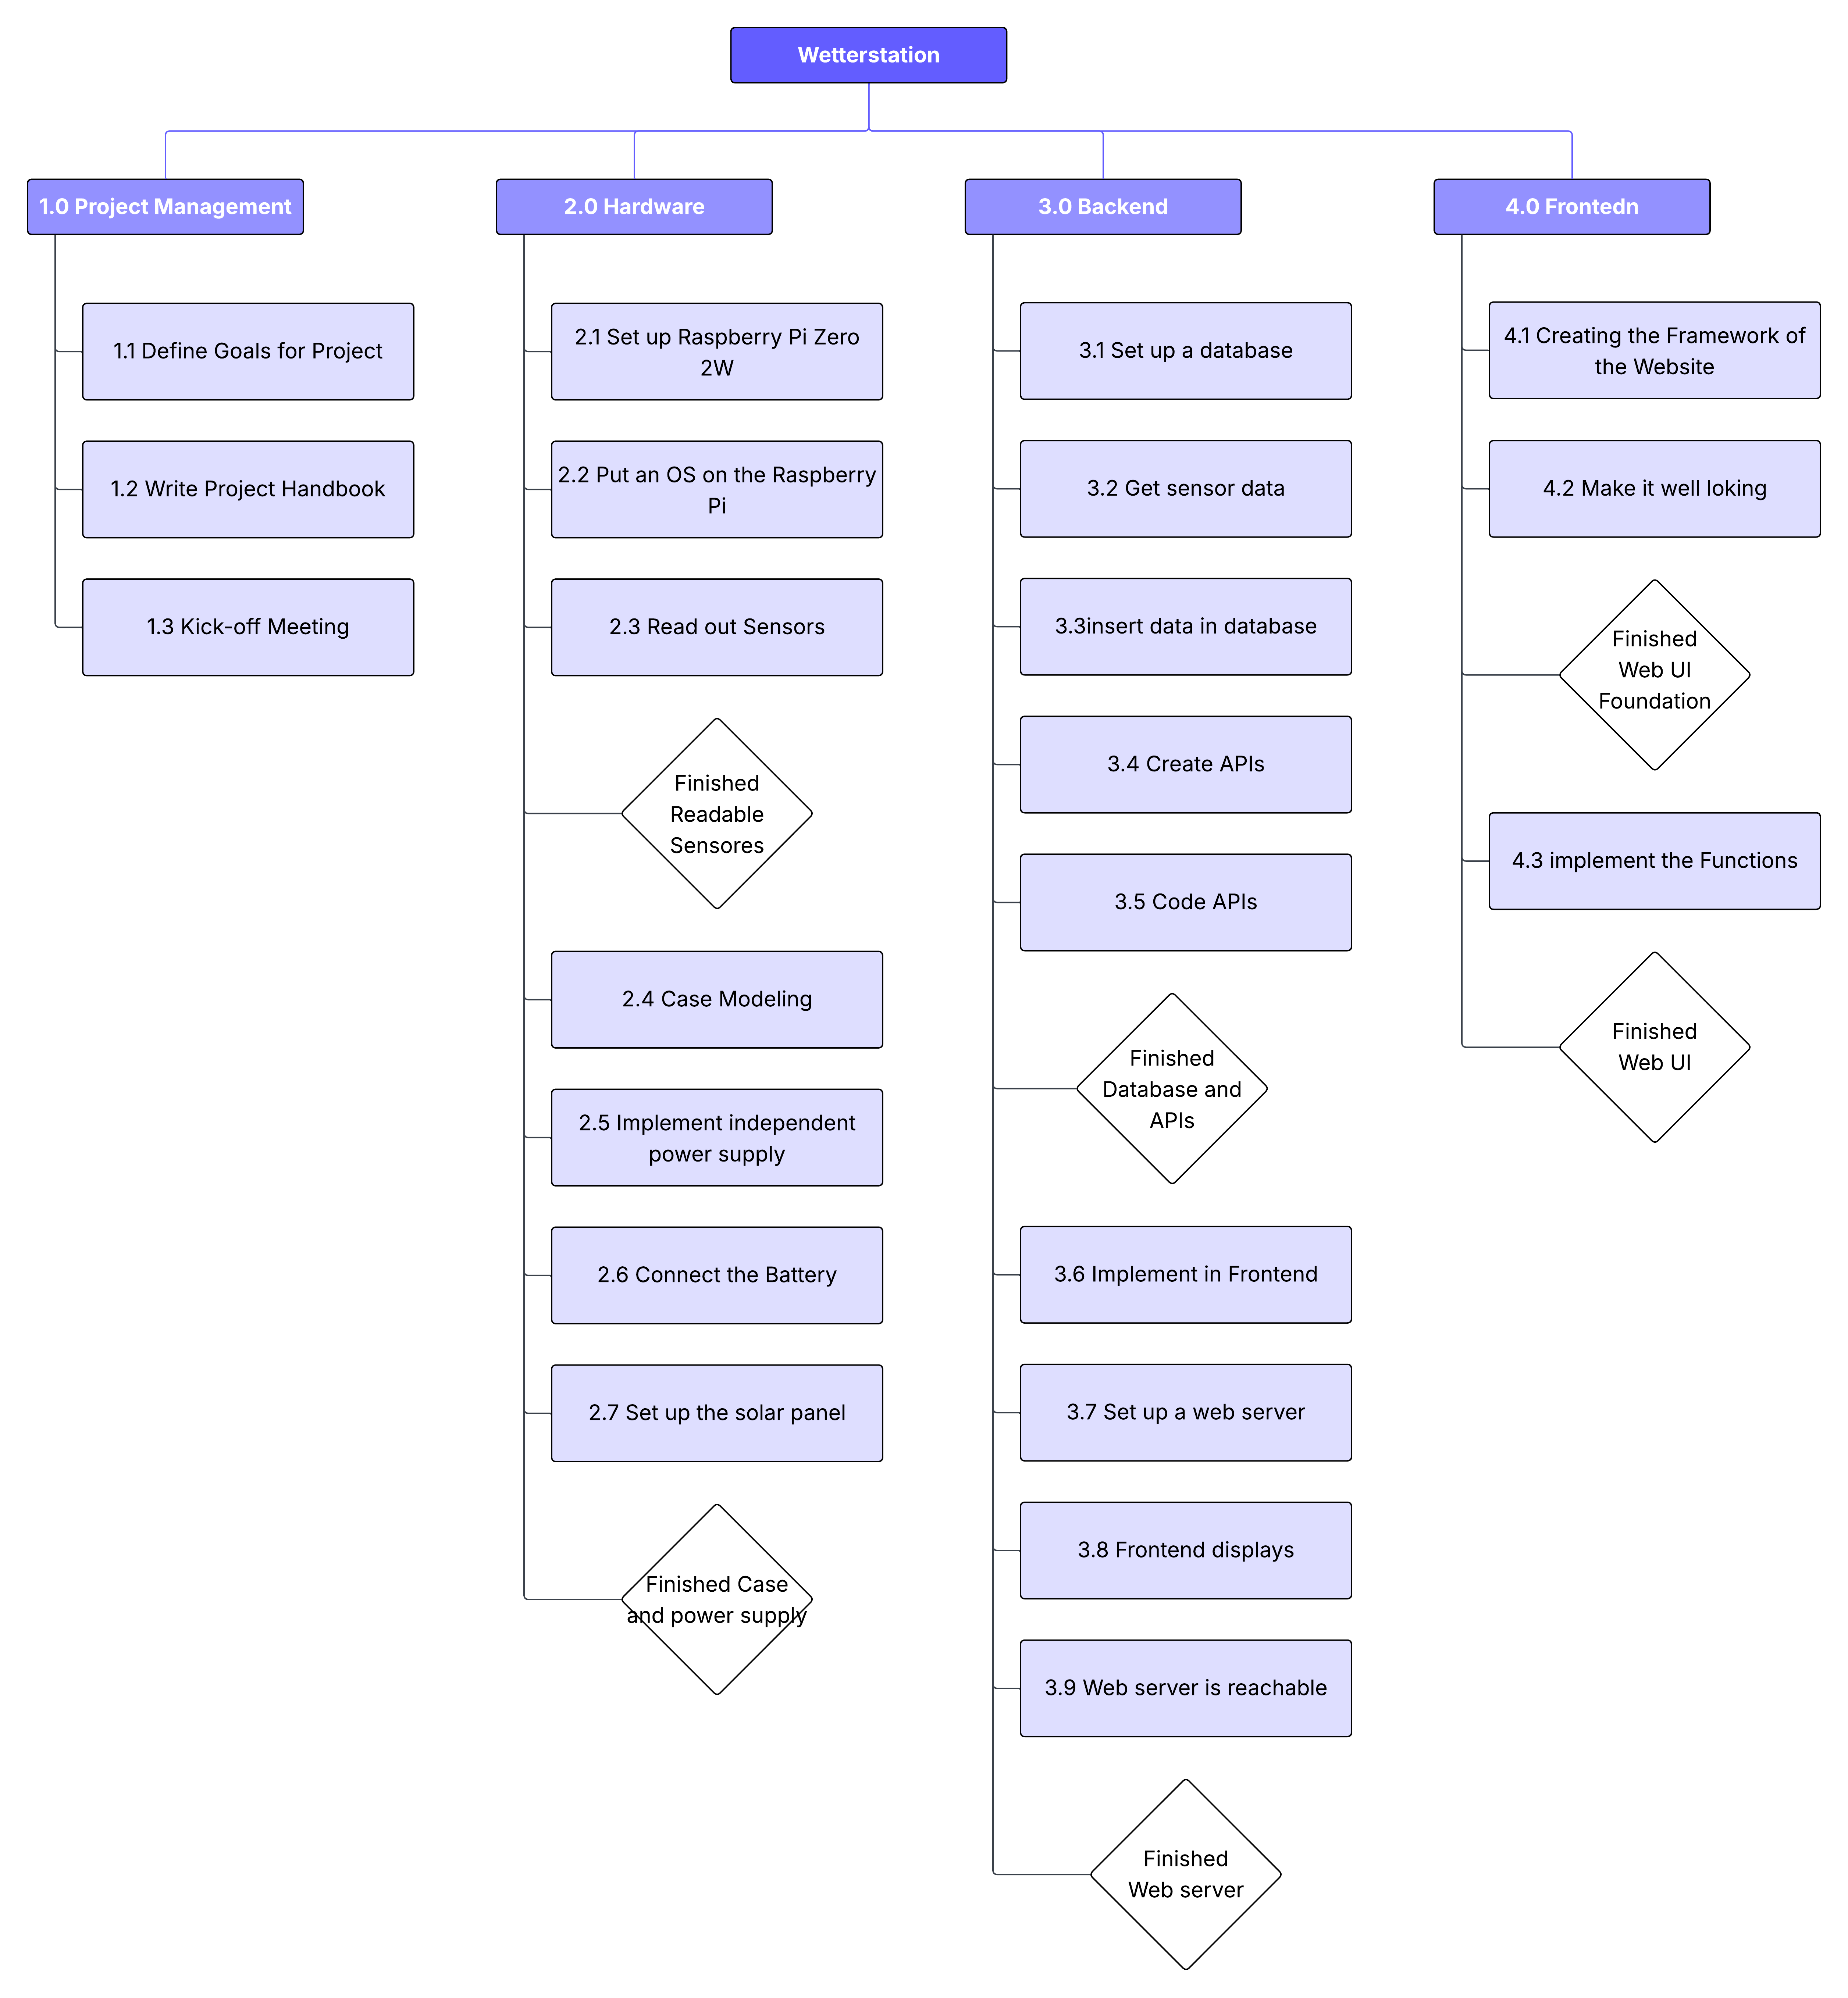 Wetterstation
1.0 Project Management
1.1 Define Goals for Project
1.2 Write Project Handbook
1.3 Kick-off Meeting
2.0 Hardware
2.1 Set up Raspberry Pi Zero
2W
2.2 Put an OS on the Raspberry
Pi
2.3 Read out Sensors
Finished
Readable
Sensores
2.4 Case Modeling
2.5 Implement independent
power supply
2.6 Connect the Battery
2.7 Set up the solar panel
Finished Case
and power supply
3.0 Backend
3.1 Set up a database
3.2 Get sensor data
3.3insert data in database
3.4 Create APIs
3.5 Code APIs
Finished
Database and
APIs
3.6 Implement in Frontend
3.7 Set up a web server
3.8 Frontend displays
3.9 Web server is reachable
Finished
Web server
4.0 Frontedn
4.1 Creating the Framework of
the Website
4.2 Make it well loking
Finished
Web UI
Foundation
4.3 implement the Functions
Finished
Web UI